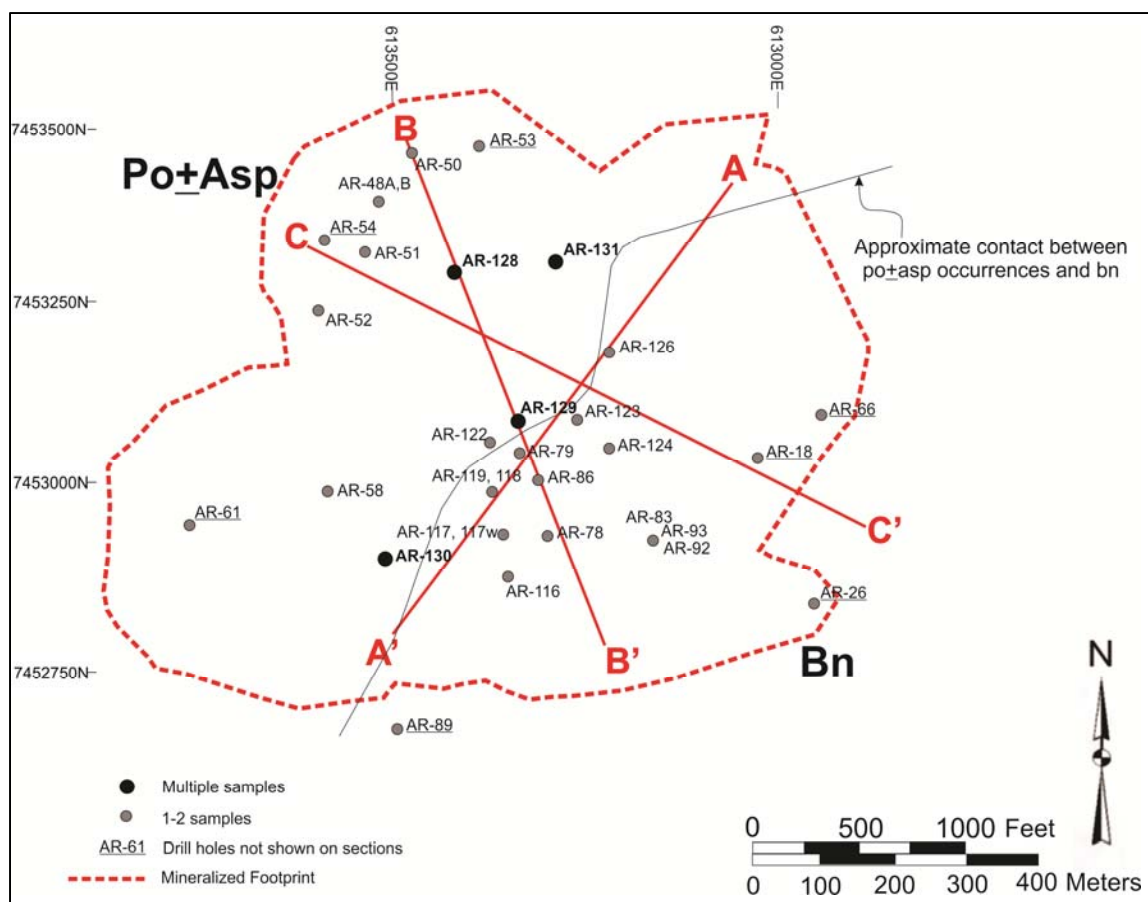 613500E
613000E
7453500N
B
AR-53
AR-50
Po±Asp
A
AR-48A,B
C
AR-54
AR-51
AR-128
AR-131
Approximate contact between
po±asp occurrences and bn
7453250N
AR-52
AR-126
AR-129
AR-123
AR-66
AR-122
AR-79
AR-124
AR-18
7453000N
AR-119, 118
AR-86
AR-58
AR-61
C’
AR-83
AR-117, 117w
AR-78
AR-93
AR-92
AR-130
AR-116
AR-26
A’
B’
Bn
7452750N
N
AR-89
Multiple samples
1-2 samples
AR-61 Drill holes not shown on sections
Mineralized Footprint
0 500 1000 Feet
0 100 200 300 400 Meters